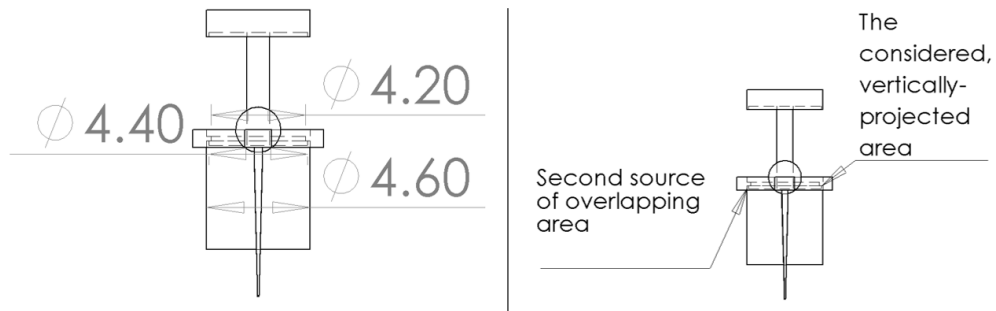 ⌀ 4.20
⌀ 4.40
⌀ 4.60
The
considered,
vertically-
projected
area
Second source
of overlapping
area